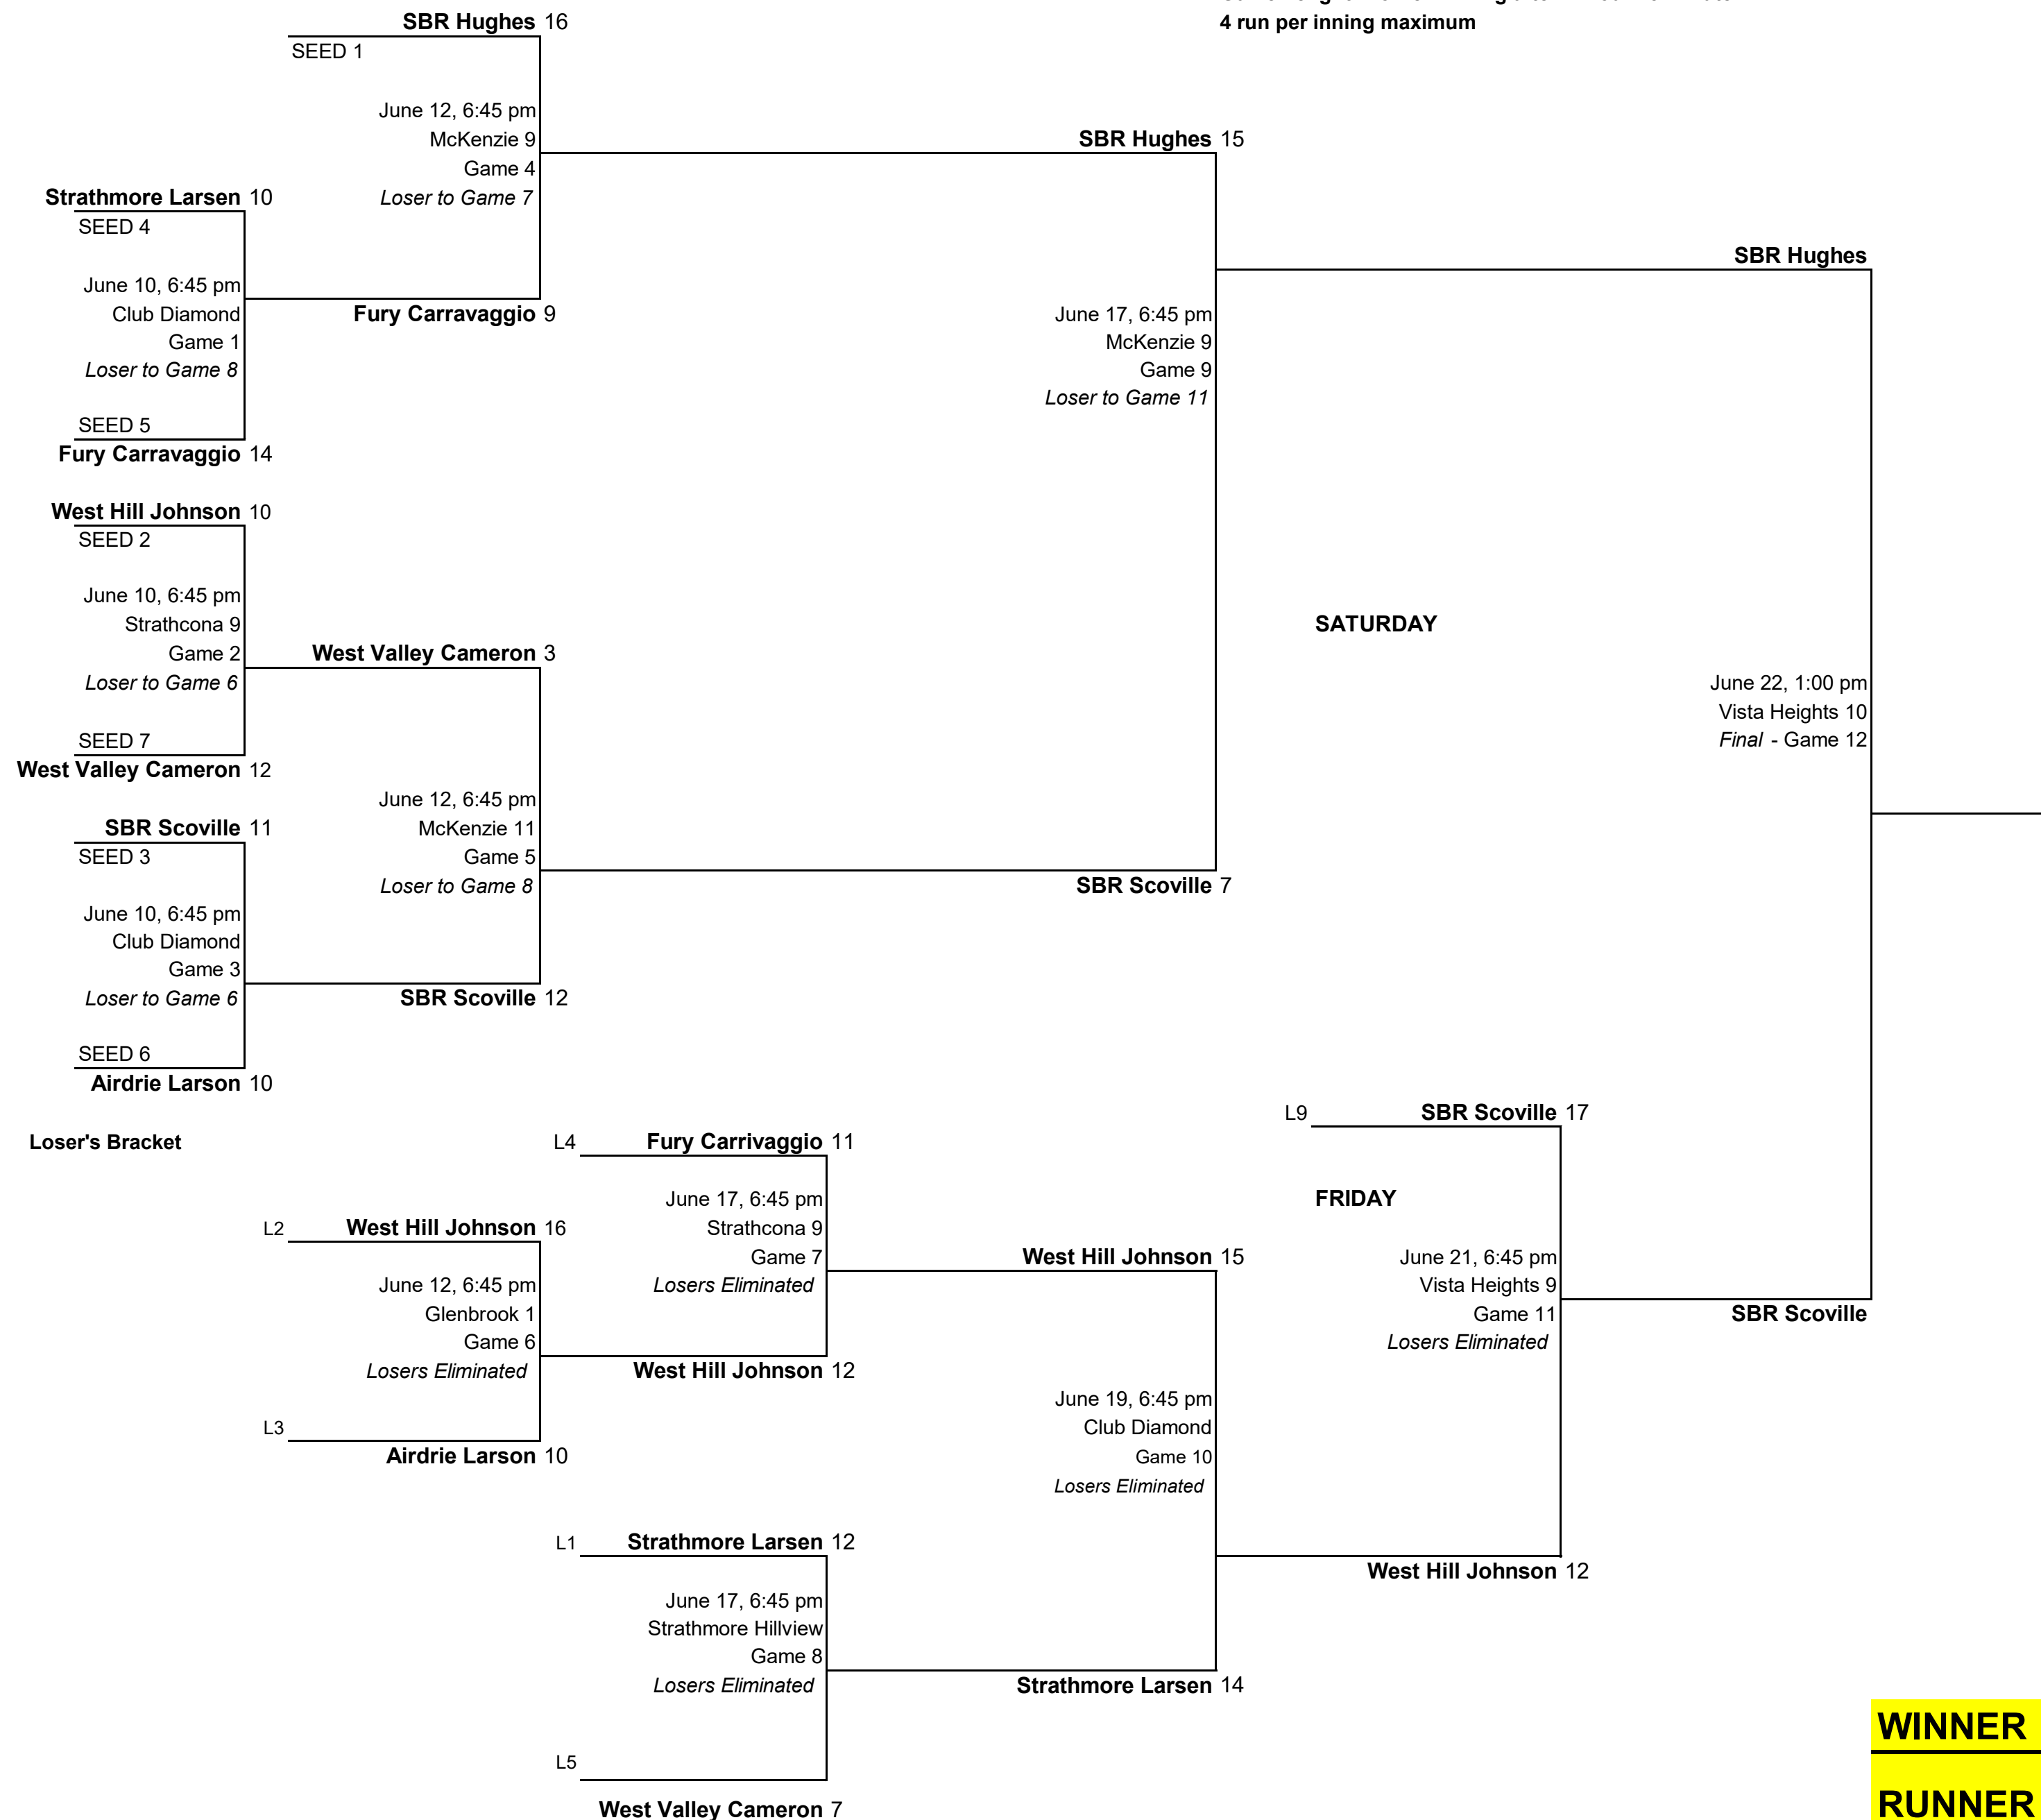 4 run per inning maximum
SBR Hughes 16
SEED 1
June 12, 6:45 pm
McKenzie 9
Game 4
Loser to Game 7
SBR Hughes 15
Strathmore Larsen 10
SEED 4
June 10, 6:45 pm
Club Diamond
Game 1
Loser to Game 8
SEED 5
Fury Carravaggio 14
Fury Carravaggio 9
June 17, 6:45 pm
McKenzie 9
Game 9
Loser to Game 11
SBR Hughes
West Hill Johnson 10
SEED 2
June 10, 6:45 pm
Strathcona 9
Game 2
Loser to Game 6
SEED 7
West Valley Cameron 12
West Valley Cameron 3
SATURDAY
June 22, 1:00 pm
Vista Heights 10
Final - Game 12
SBR Scoville 11
SEED 3
June 10, 6:45 pm
Club Diamond
Game 3
Loser to Game 6
SEED 6
Airdrie Larson 10
June 12, 6:45 pm
McKenzie 11
Game 5
Loser to Game 8
SBR Scoville 12
SBR Scoville 7
Loser's Bracket
L4 Fury Carrivaggio 11
L9 SBR Scoville 17
June 17, 6:45 pm
Strathcona 9
Game 7
Losers Eliminated
FRIDAY
L2 West Hill Johnson 16
June 12, 6:45 pm
Glenbrook 1
Game 6
Losers Eliminated
L3
Airdrie Larson 10
West Hill Johnson 12
West Hill Johnson 15
June 21, 6:45 pm
Vista Heights 9
Game 11
Losers Eliminated
SBR Scoville
June 19, 6:45 pm
Club Diamond
Game 10
Losers Eliminated
L1 Strathmore Larsen 12
West Hill Johnson 12
June 17, 6:45 pm
Strathmore Hillview
Game 8
Losers Eliminated
Strathmore Larsen 14
L5
West Valley Cameron 7
WINNER
RUNNER